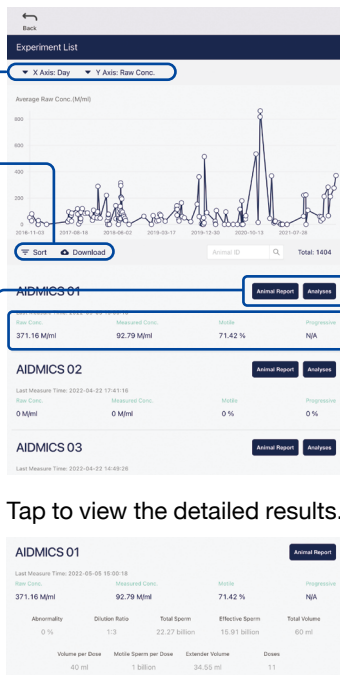 Back
Experiment List
X Axis: Day Y Axis: Raw Conc.
Average Raw Conc.(M/ml)
800
600
400
200
0
2016-11-03 2017-08-16 2018-06-02 2019-03-17 2019-12-30 2020-10-13 2021-07-28
Sort Download Animal ID Total: 1404
AIDMICS 01 Animal Report Analyses
Raw Conc. Measured Conc. Motile Progressive
371.16 M/ml 92.79 M/ml 71.42 % N/A
AIDMICS 02 Animal Report Analyses
Last Measure Time: 2022-04-22 17:41:16
Raw Conc. Measured Conc. Motile Progressive
0 M/ml 0 M/ml 0 % 0 %
AIDMICS 03 Animal Report Analyses
Last Measure Time: 2022-04-22 14:49:26
Tap to view the detailed results.
AIDMICS 01 Animal Report
Last Measure Time: 2022-05-05 15:00:16
Raw Conc. Measured Conc. Motile Progressive
371.16 M/ml 92.79 M/ml 71.42 % N/A
Abnormality Dilution Ratio Total Sperm Effective Sperm Total Volume
0 % 1:3 22.27 billion 15.91 billion 60 ml
Volume per Dose Motile Sperm per Dose Extender Volume Doses
40 ml 1 billion 34.55 ml 11